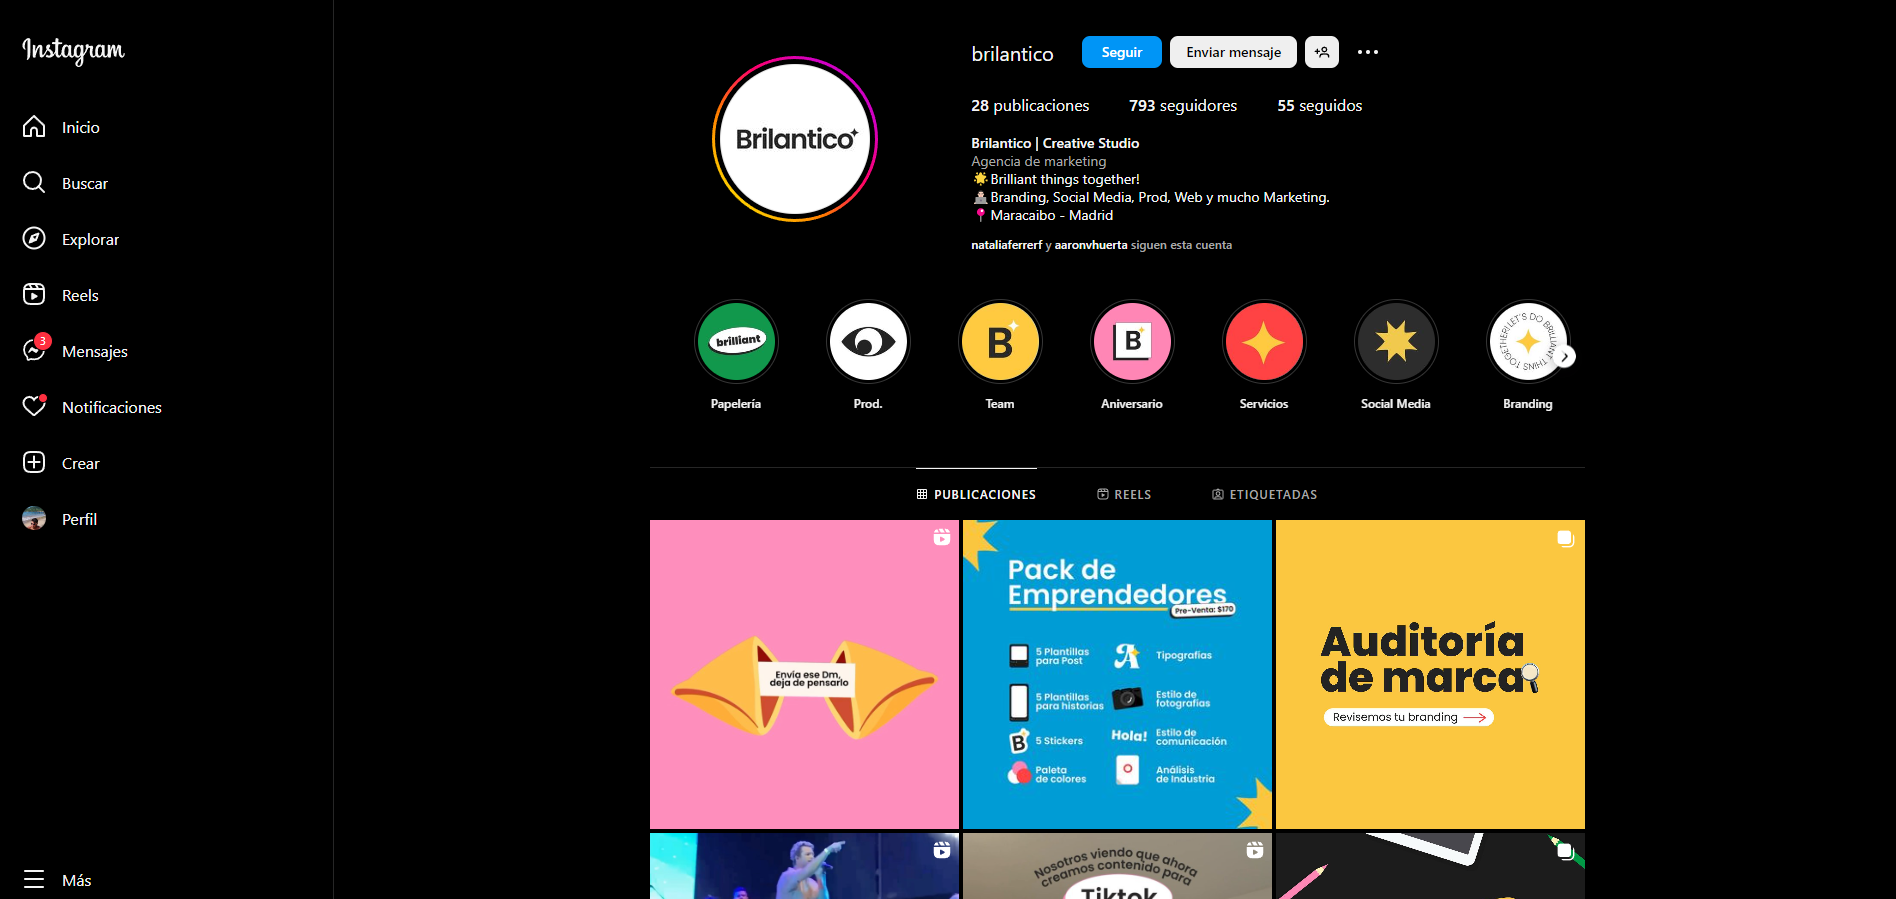 Instagram
Inicio
Buscar
Explorar
Reels
3
Mensajes
Notificaciones
Crear
Perfil
Más
Brilantico
brilantico
Seguir
Enviar mensaje
28 publicaciones
793 seguidores
55 seguidos
Brilantico | Creative Studio
Agencia de marketing
Brilliant things together!
Branding, Social Media, Prod, Web y mucho Marketing.
Maracaibo - Madrid
nataliaferrerf y aaronvhuerta siguen esta cuenta
brilliant
B
B
LET'S DO BRILLIANT THINS TOGETHER!
Papelería
Prod.
Team
Aniversario
Servicios
Social Media
Branding
PUBLICACIONES
REELS
ETIQUETADAS
Envía ese Dm,
deja de pensarlo
Pack de
Emprendedores
Pre-Venta: $170
5 Plantillas
para Post
Tipografías
5 Plantillas
para historias
Estilo de
fotografías
B
5 Stickers
Hola!
Estilo de
comunicación
Paleta
de colores
Análisis
de Industria
Auditoría
de marca
Revisemos tu branding
Nosotros viendo que ahora
creamos contenido para
Tiktok